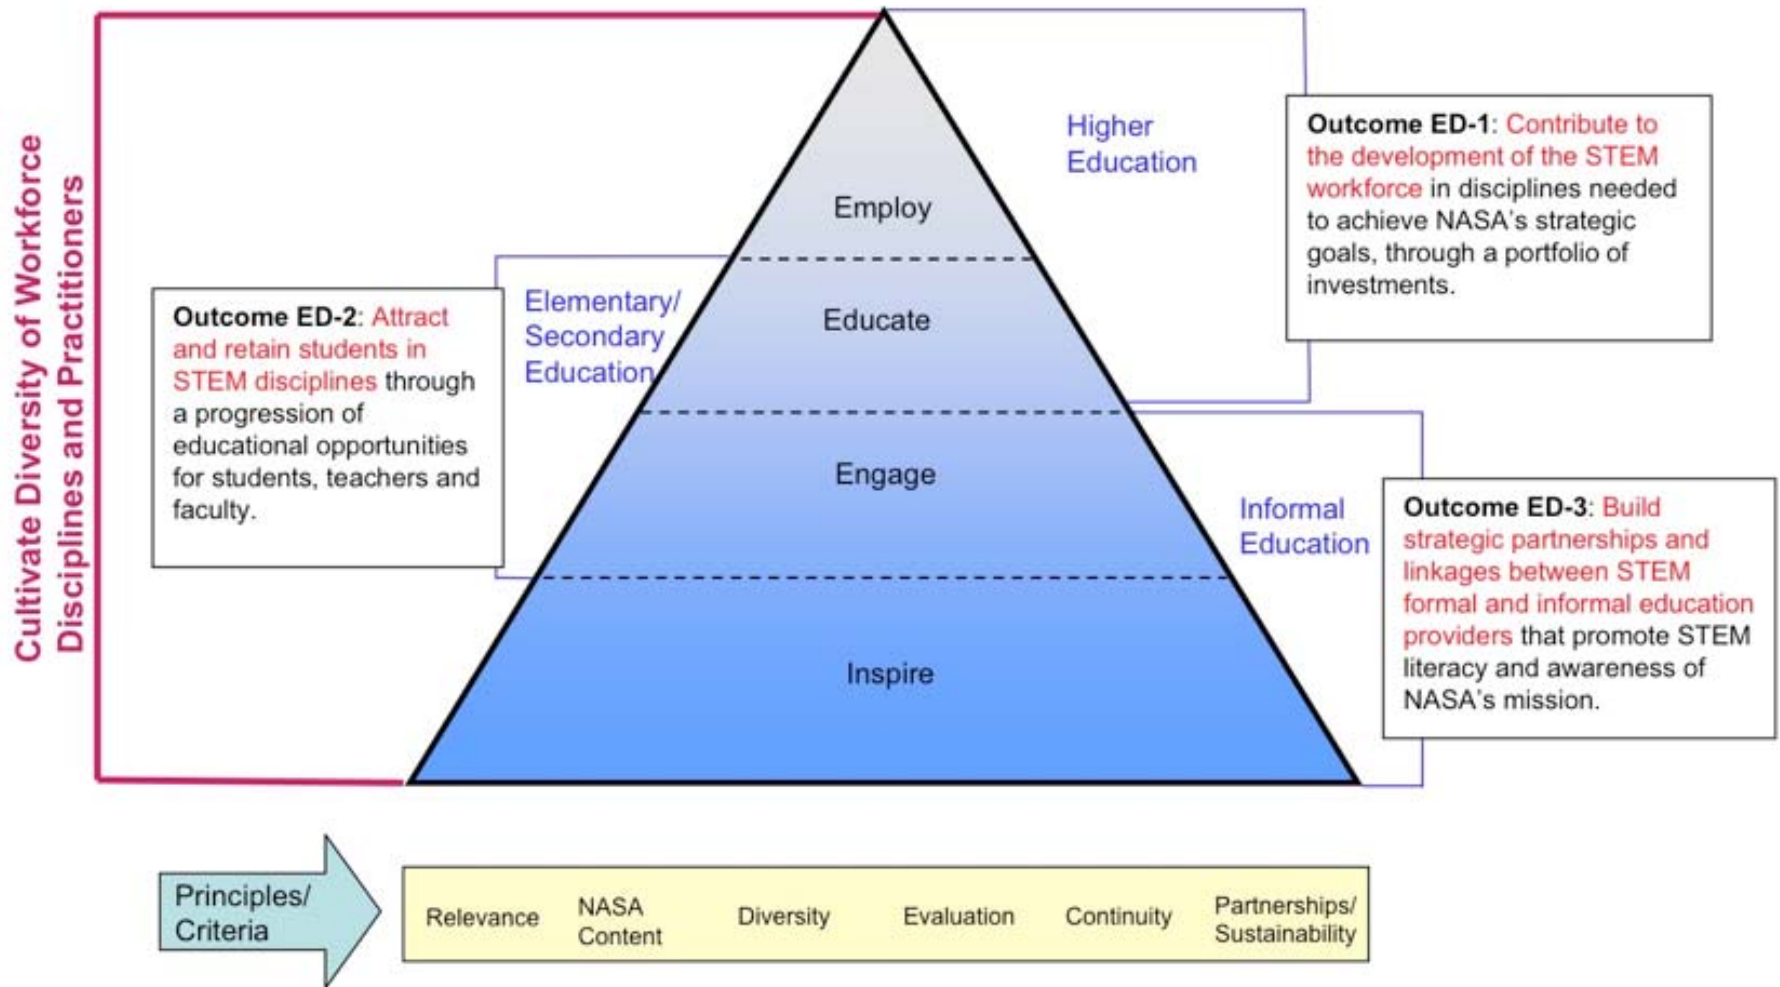 Cultivate Diversity of Workforce
Disciplines and Practitioners
Higher
Education
Outcome ED-1: Contribute to
the development of the STEM
workforce in disciplines needed
to achieve NASA's strategic
goals, through a portfolio of
investments.
Employ
Outcome ED-2: Attract
and retain students in
STEM disciplines through
a progression of
educational opportunities
for students, teachers and
faculty.
Elementary/
Secondary
Education
Educate
Engage
Informal
Education
Outcome ED-3: Build
strategic partnerships and
linkages between STEM
formal and informal education
providers that promote STEM
literacy and awareness of
NASA's mission.
Inspire
Principles/
Criteria
Relevance
NASA
Content
Diversity
Evaluation
Continuity
Partnerships/
Sustainability